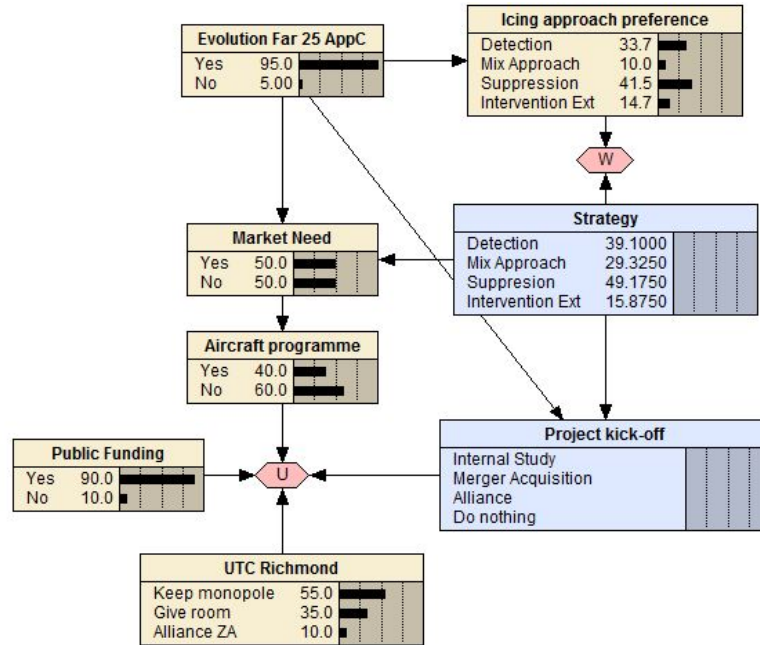 Evolution Far 25 AppC
Yes 95.0
No 5.00
Icing approach preference
Detection 33.7
Mix Approach 10.0
Suppression 41.5
Intervention Ext 14.7
W
Strategy
Detection 39.1000
Mix Approach 29.3250
Suppresion 49.1750
Intervention Ext 15.8750
Market Need
Yes 50.0
No 50.0
Aircraft programme
Yes 40.0
No 60.0
Project kick-off
Internal Study
Merger Acquisition
Alliance
Do nothing
Public Funding
Yes 90.0
No 10.0
U
UTC Richmond
Keep monopole 55.0
Give room 35.0
Alliance ZA 10.0